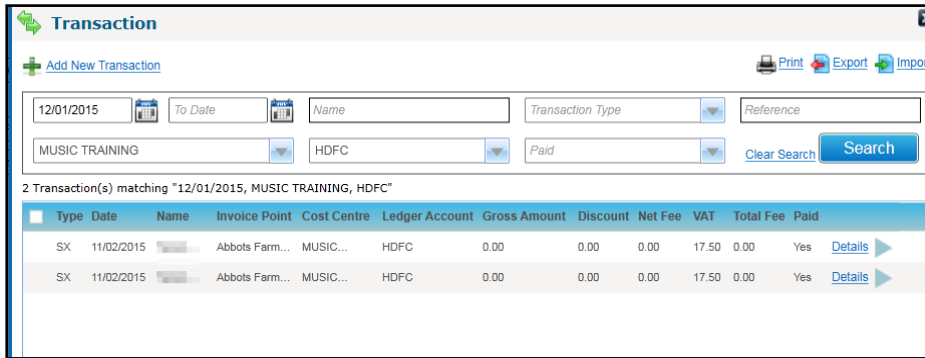 Transaction
Add New Transaction Print Export Impor
12/01/2015 To Date Name Transaction Type Reference
MUSIC TRAINING HDFC Paid Clear Search Search
2 Transaction(s) matching "12/01/2015, MUSIC TRAINING, HDFC"
Type Date Name Invoice Point Cost Centre Ledger Account Gross Amount Discount Net Fee VAT Total Fee Paid
SX 11/02/2015 Abbots Farm... MUSIC... HDFC 0.00 0.00 0.00 17.50 0.00 Yes Details
SX 11/02/2015 Abbots Farm... MUSIC... HDFC 0.00 0.00 0.00 17.50 0.00 Yes Details